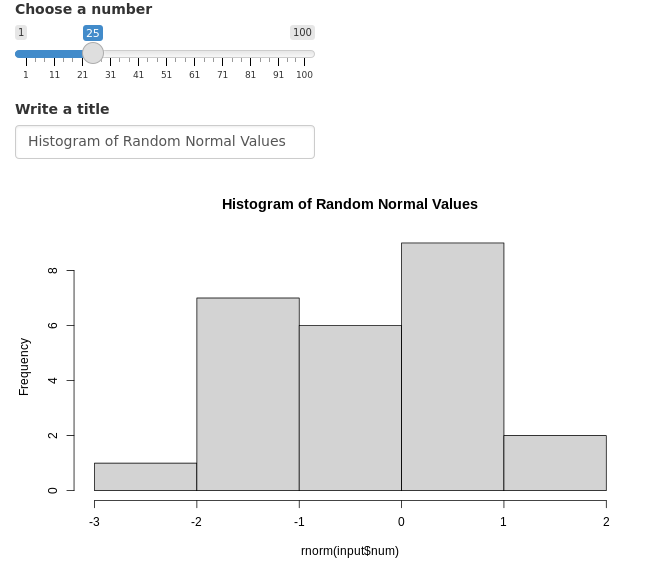 Choose a number
1 25 100
1 11 21 31 41 51 61 71 81 91 100
Write a title
Histogram of Random Normal Values
Histogram of Random Normal Values
8
6
4
2
0
Frequency
-3 -2 -1 0 1 2
rnorm(input$num)